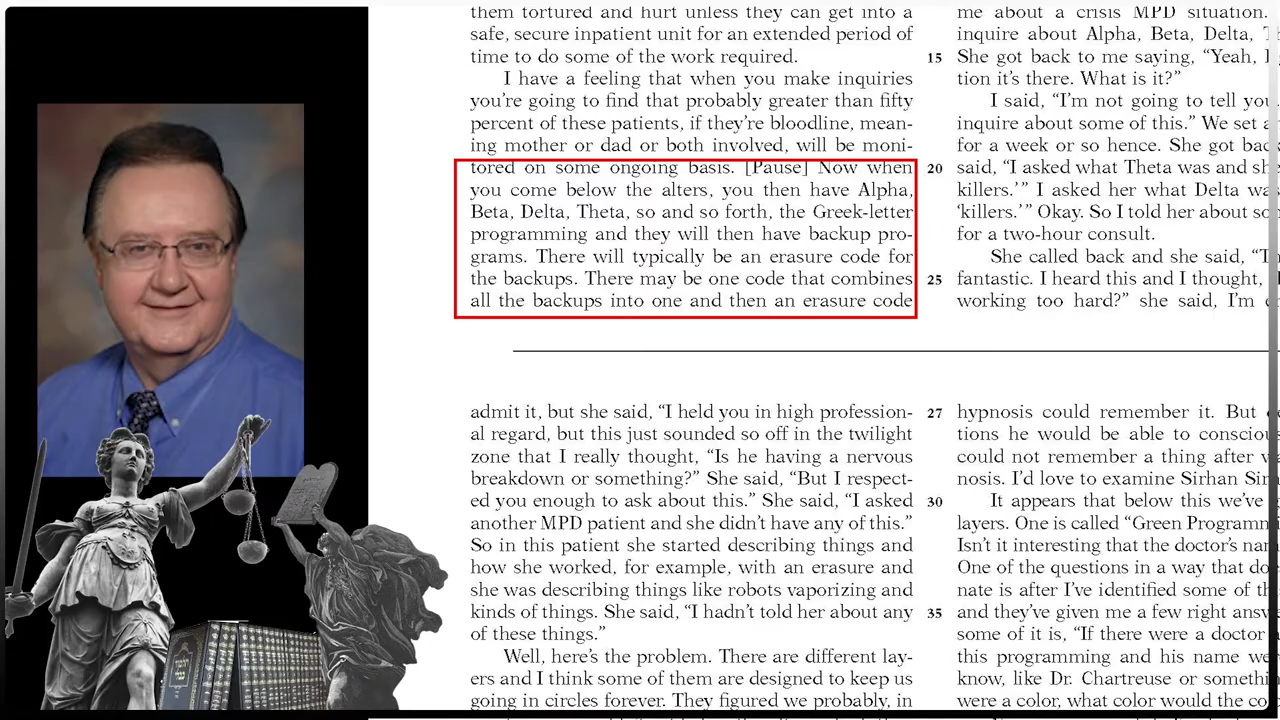 them tortured and hurt unless they can get into a
safe, secure inpatient unit for an extended period of
time to do some of the work required.
I have a feeling that when you make inquiries
you're going to find that probably greater than fifty
percent of these patients, if they're bloodline, mean-
ing mother or dad or both involved, will be moni-
tored on some ongoing basis. [Pause] Now when
you come below the alters, you then have Alpha,
Beta, Delta, Theta, so and so forth, the Greek-letter
programming and they will then have backup pro-
grams. There will typically be an erasure code for
the backups. There may be one code that combines
all the backups into one and then an erasure code
admit it, but she said, “I held you in high profession-
al regard, but this just sounded so off in the twilight
zone that I really thought, “Is he having a nervous
breakdown or something?” She said, “But I respect-
ed you enough to ask about this.” She said, “I asked
another MPD patient and she didn't have any of this.”
So in this patient she started describing things and
how she worked, for example, with an erasure and
she was describing things like robots vaporizing and
kinds of things. She said, “I hadn't told her about any
of these things.”
Well, here's the problem. There are different lay-
ers and I think some of them are designed to keep us
going in circles forever. They figured we probably, in
me about a crisis MPD situation.
inquire about Alpha, Beta, Delta,
15 She got back to me saying, “Yeah,
tion it's there. What is it?”
I said, “I'm not going to tell you
inquire about some of this.” We set
for a week or so hence. She got back
20 said, “I asked what Theta was and
killers.’” I asked her what Delta
‘killers.’” Okay. So I told her about
for a two-hour consult.
She called back and she said,
25 fantastic. I heard this and I thought,
working too hard?” she said, I'm
27 hypnosis could remember it. But
tions he would be able to
could not remember a thing after
nosis. I'd love to examine Sirhan
30 It appears that below this we've
layers. One is called “Green
Isn't it interesting that the doctor's
One of the questions in a way that
nate is after I've identified some of
35 and they've given me a few right
some of it is, “If there were a doctor
this programming and his name
know, like Dr. Chartreuse or
were a color, what color would the